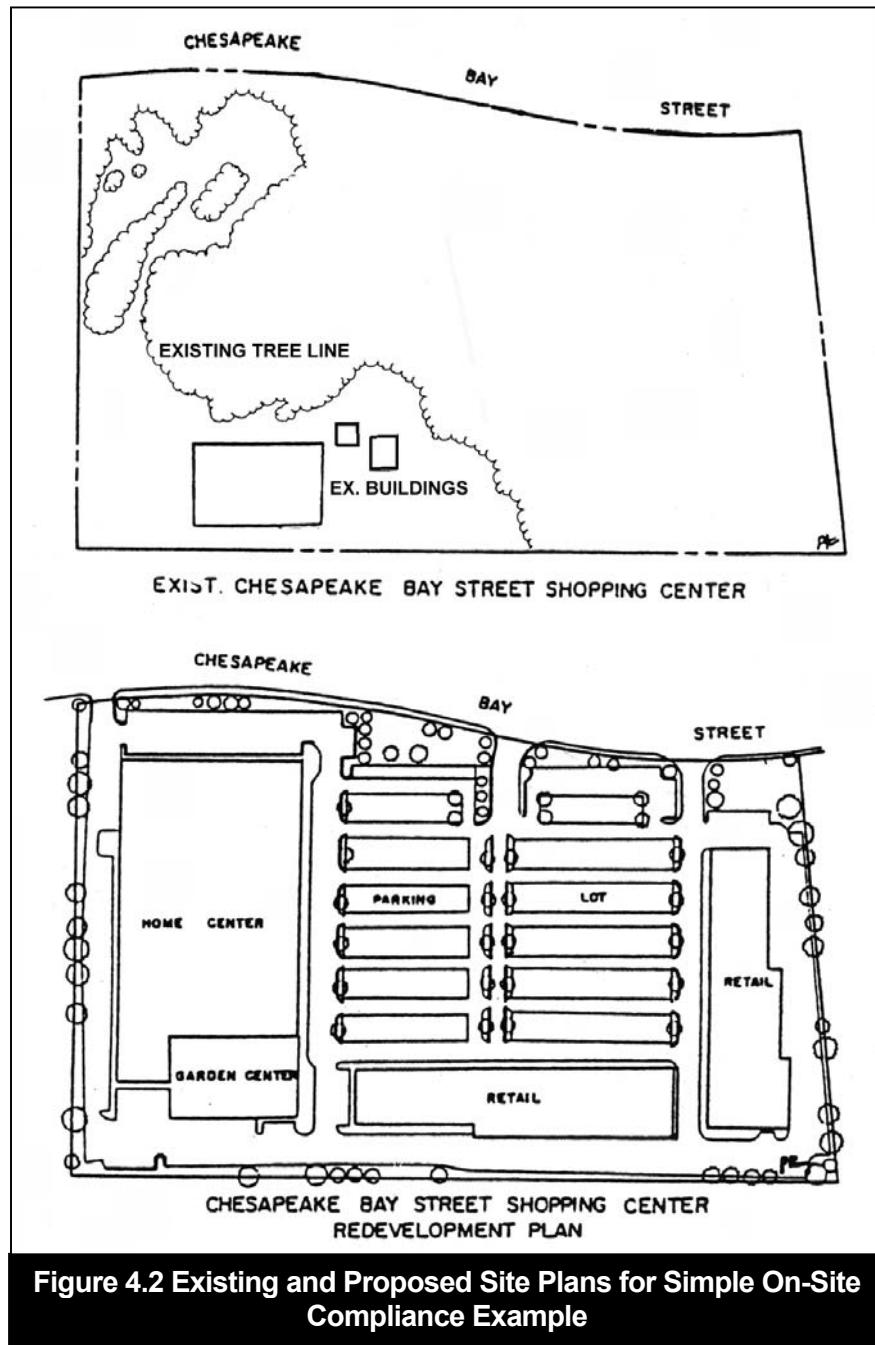 CHESAPEAKE BAY STREET
EXISTING TREE LINE
EX. BUILDINGS
EXIST. CHESAPEAKE BAY STREET SHOPPING CENTER
CHESAPEAKE BAY STREET
PARKING LOT
HOME CENTER
RETAIL
GARDEN CENTER
RETAIL
CHESAPEAKE BAY STREET SHOPPING CENTER
REDEVELOPMENT PLAN
Figure 4.2 Existing and Proposed Site Plans for Simple On-Site
Compliance Example